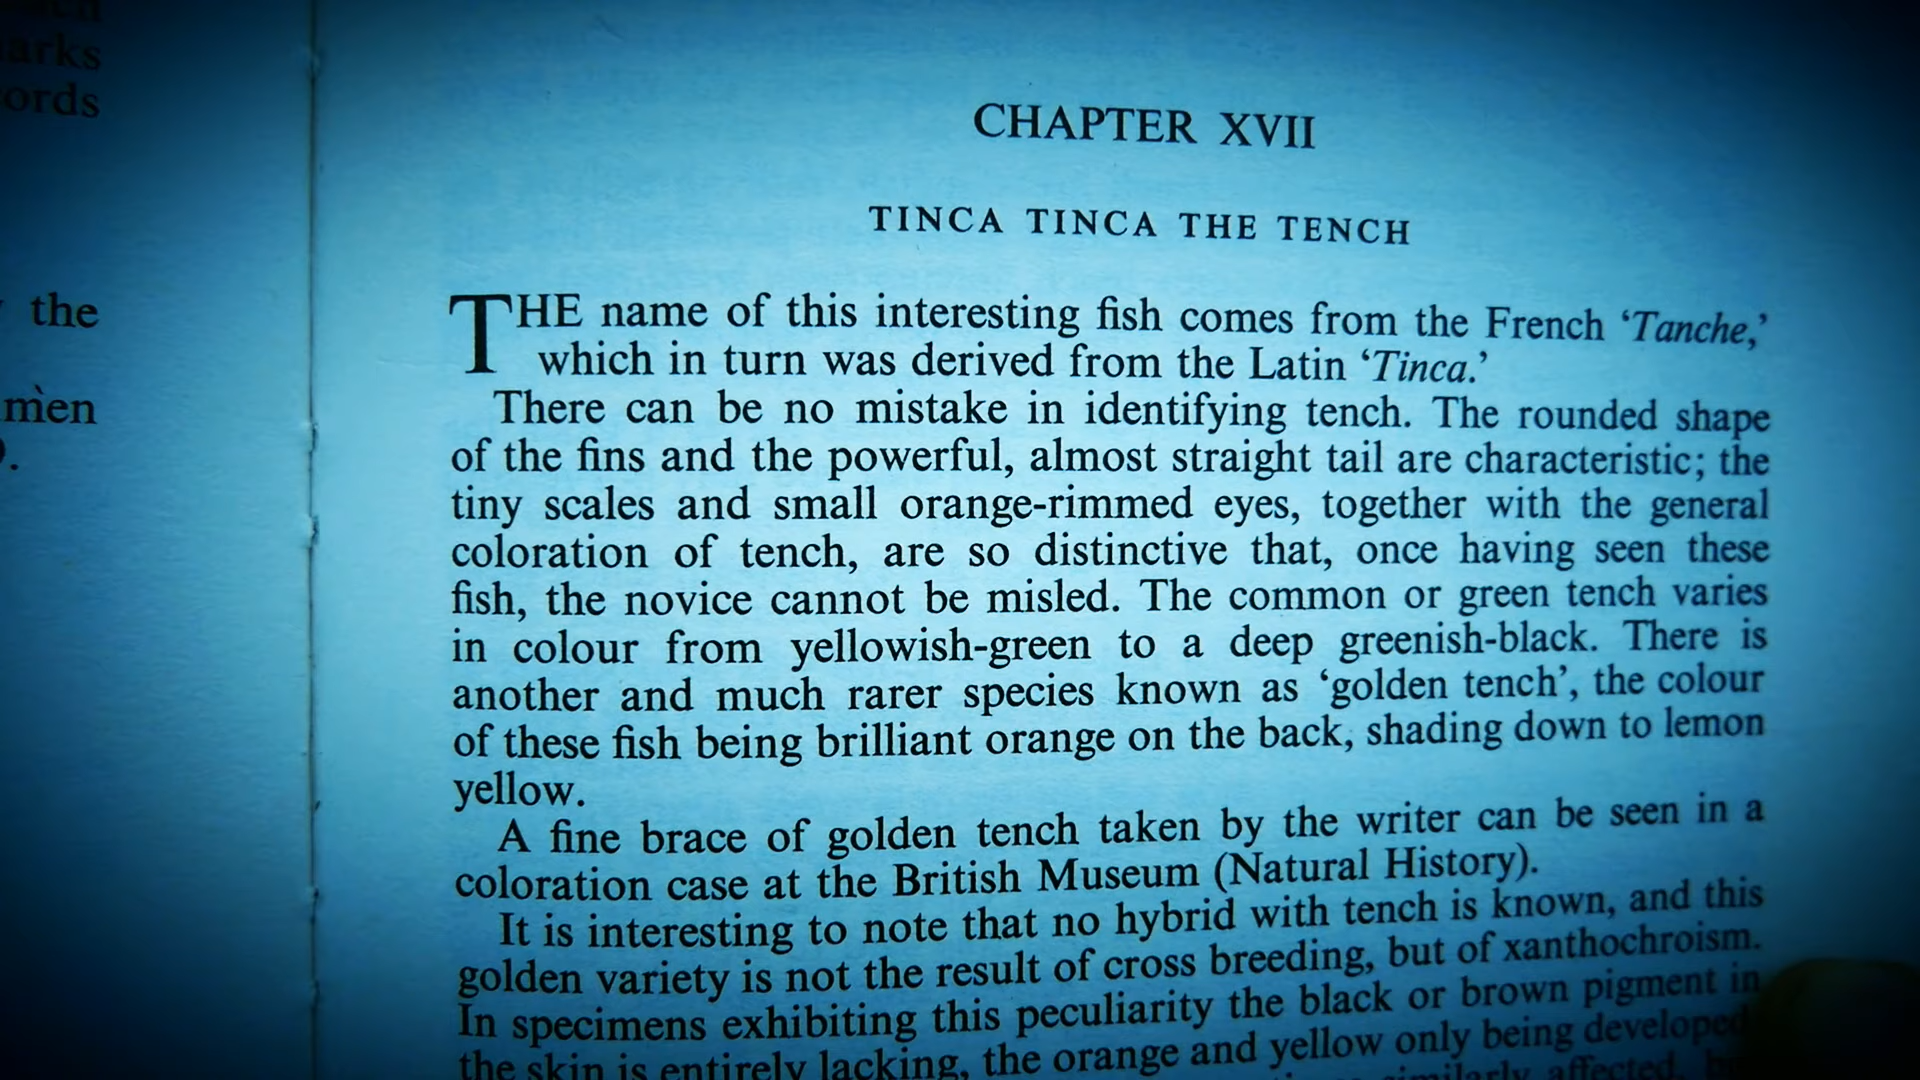 arks
ords
the
men
CHAPTER XVII
TINCA TINCA THE TENCH
THE name of this interesting fish comes from the French ‘Tanche,’
which in turn was derived from the Latin ‘Tinca.’
There can be no mistake in identifying tench. The rounded shape
of the fins and the powerful, almost straight tail are characteristic; the
tiny scales and small orange-rimmed eyes, together with the general
coloration of tench, are so distinctive that, once having seen these
fish, the novice cannot be misled. The common or green tench varies
in colour from yellowish-green to a deep greenish-black. There is
another and much rarer species known as ‘golden tench’, the colour
of these fish being brilliant orange on the back, shading down to lemon
yellow.
A fine brace of golden tench taken by the writer can be seen in a
coloration case at the British Museum (Natural History).
It is interesting to note that no hybrid with tench is known, and this
golden variety is not the result of cross breeding, but of xanthochroism.
In specimens exhibiting this peculiarity the black or brown pigment in
the skin is entirely lacking, the orange and yellow only being developed
similarly affected,